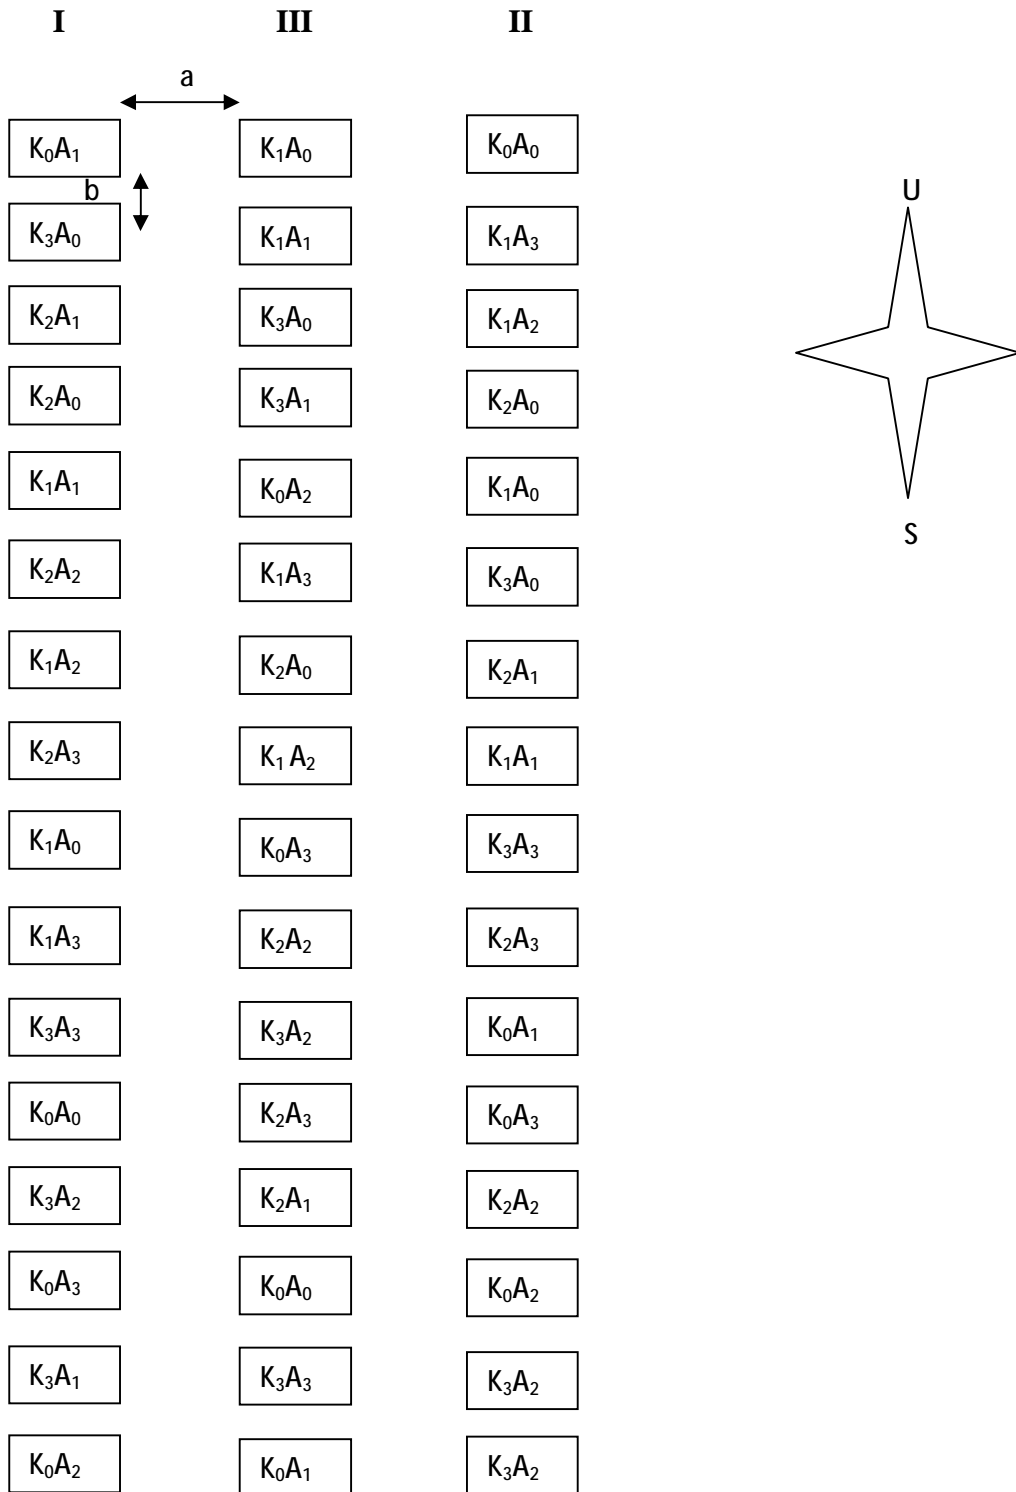 I III II
a
K₀A₁ K₁A₀ K₀A₀
b
U
K₃A₀ K₁A₁ K₁A₃
K₂A₁ K₃A₀ K₁A₂
K₂A₀ K₃A₁ K₂A₀
K₁A₁ K₀A₂ K₁A₀
S
K₂A₂ K₁A₃ K₃A₀
K₁A₂ K₂A₀ K₂A₁
K₂A₃ K₁ A₂ K₁A₁
K₁A₀ K₀A₃ K₃A₃
K₁A₃ K₂A₂ K₂A₃
K₃A₃ K₃A₂ K₀A₁
K₀A₀ K₂A₃ K₀A₃
K₃A₂ K₂A₁ K₂A₂
K₀A₃ K₀A₀ K₀A₂
K₃A₁ K₃A₃ K₃A₂
K₀A₂ K₀A₁ K₃A₂